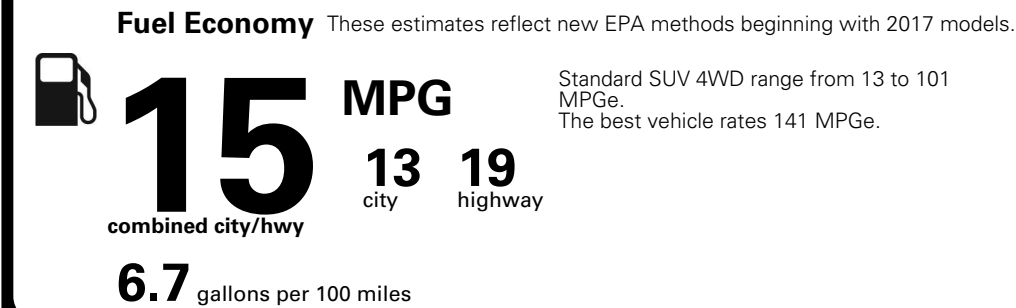 Fuel Economy These estimates reflect new EPA methods beginning with 2017 models.
15 MPG
Standard SUV 4WD range from 13 to 101
MPGe.
The best vehicle rates 141 MPGe.
13 19
city highway
combined city/hwy
6.7 gallons per 100 miles